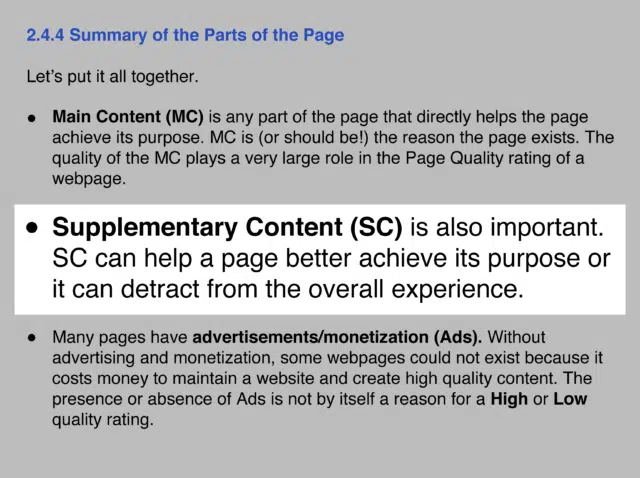 2.4.4 Summary of the Parts of the Page
Let's put it all together.
● Main Content (MC) is any part of the page that directly helps the page
achieve its purpose. MC is (or should be!) the reason the page exists. The
quality of the MC plays a very large role in the Page Quality rating of a
webpage.
● Supplementary Content (SC) is also important.
SC can help a page better achieve its purpose or
it can detract from the overall experience.
● Many pages have advertisements/monetization (Ads). Without
advertising and monetization, some webpages could not exist because it
costs money to maintain a website and create high quality content. The
presence or absence of Ads is not by itself a reason for a High or Low
quality rating.